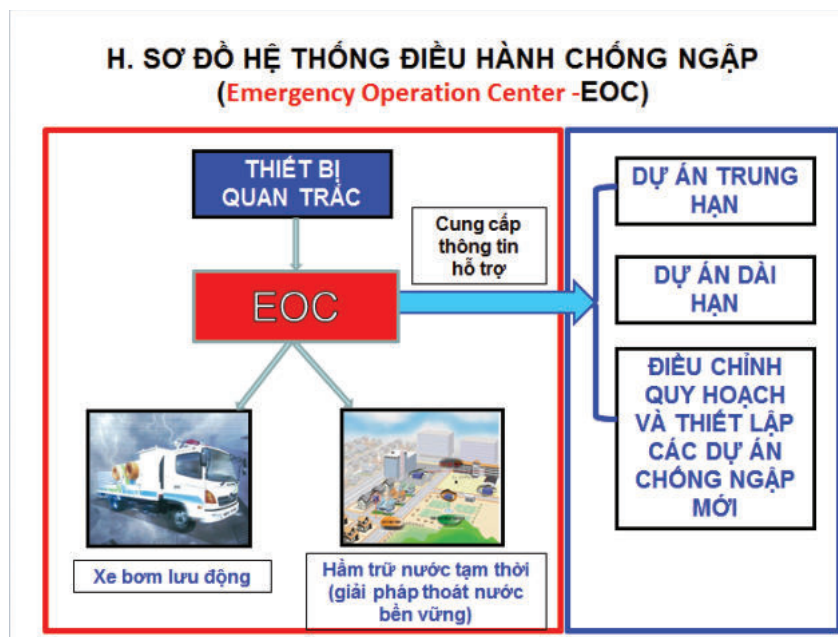 H. SƠ ĐỒ HỆ THỐNG ĐIỀU HÀNH CHỐNG NGẬP
(Emergency Operation Center -EOC)
THIẾT BỊ
QUAN TRẮC
Cung cấp
thông tin
hỗ trợ
EOC
Xe bơm lưu động
Hầm trữ nước tạm thời
(giải pháp thoát nước
bền vững)
DỰ ÁN TRUNG
HẠN
DỰ ÁN DÀI
HẠN
ĐIỀU CHỈNH
QUY HOẠCH
VÀ THIẾT LẬP
CÁC DỰ ÁN
CHỐNG NGẬP
MỚI